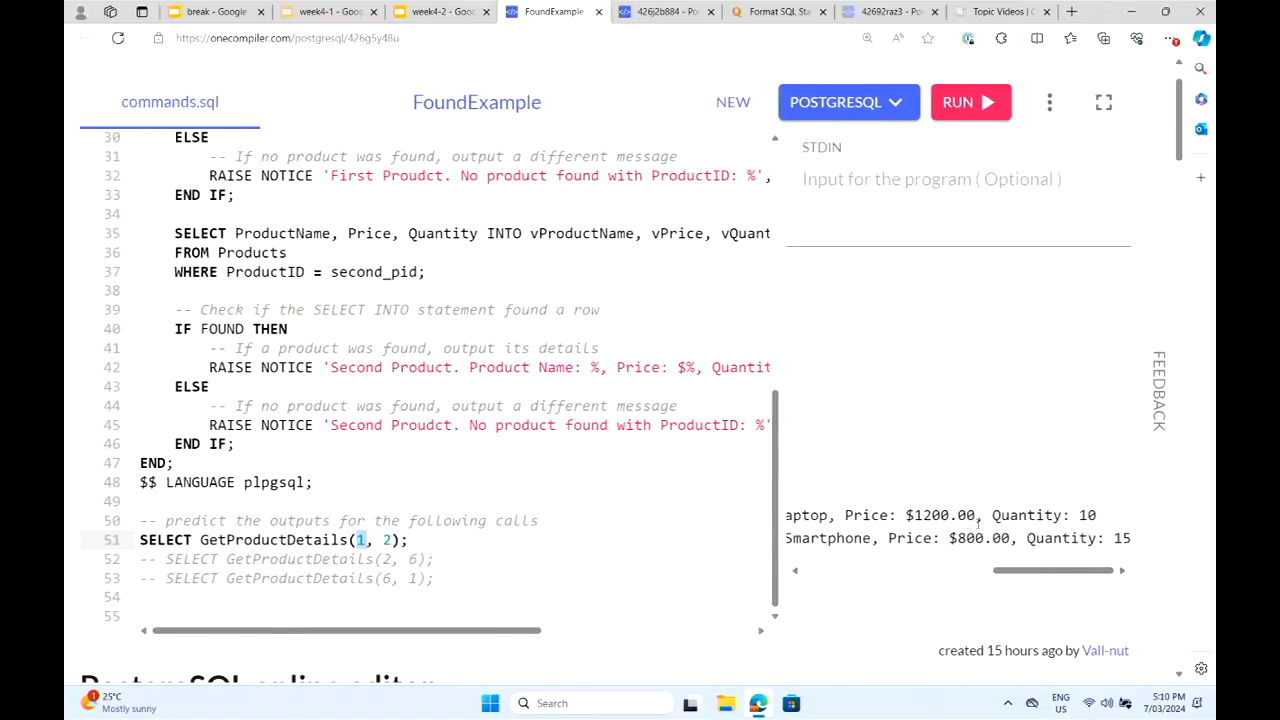 break - Google
week4-1 - Google
week4-2 - Google
FoundExample
426j2b884 - Po
Format SQL Sta
42692raz3 - Pos
Topic Videos | C
https://onecompiler.com/postgresql/426g5y48u
commands.sql
FoundExample
NEW
POSTGRESQL
RUN
30 ELSE
31 -- If no product was found, output a different message
32 RAISE NOTICE 'First Proudct. No product found with ProductID: %',
33 END IF;
34
35 SELECT ProductName, Price, Quantity INTO vProductName, vPrice, vQuant
36 FROM Products
37 WHERE ProductID = second_pid;
38
39 -- Check if the SELECT INTO statement found a row
40 IF FOUND THEN
41 -- If a product was found, output its details
42 RAISE NOTICE 'Second Product. Product Name: %, Price: $%, Quantit
43 ELSE
44 -- If no product was found, output a different message
45 RAISE NOTICE 'Second Proudct. No product found with ProductID: %'
46 END IF;
47 END;
48 $$ LANGUAGE plpgsql;
49
50 -- predict the outputs for the following calls
51 SELECT GetProductDetails(1, 2);
52 -- SELECT GetProductDetails(2, 6);
53 -- SELECT GetProductDetails(6, 1);
54
55
STDIN
Input for the program ( Optional )
aptop, Price: $1200.00, Quantity: 10
Smartphone, Price: $800.00, Quantity: 15
FEEDBACK
created 15 hours ago by Vall-nut
1
25°C
Mostly sunny
Search
ENG
US
5:10 PM
7/03/2024